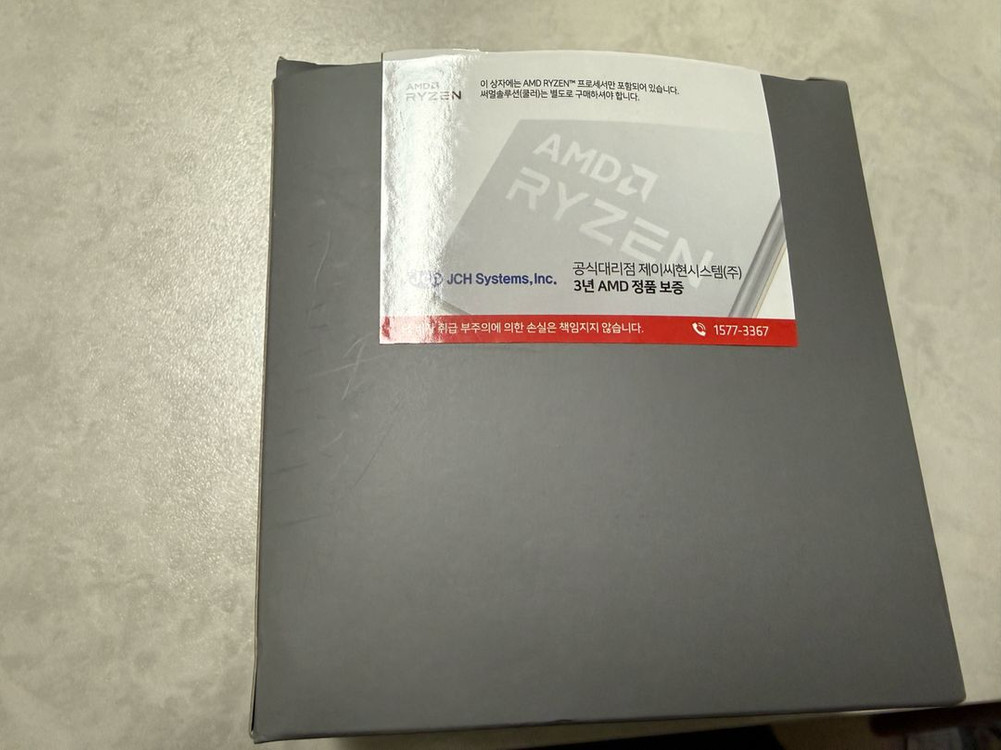 AMD
RYZEN
이 상자에는 AMD RYZEN™ 프로세서만 포함되어 있습니다.
써멀솔루션(쿨러)는 별도로 구매하셔야 합니다.
AMD
RYZEN
JCH Systems, Inc.
공식대리점 제이씨현시스템(주)
3년 AMD 정품 보증
취급 부주의에 의한 손실은 책임지지 않습니다.
1577-3367